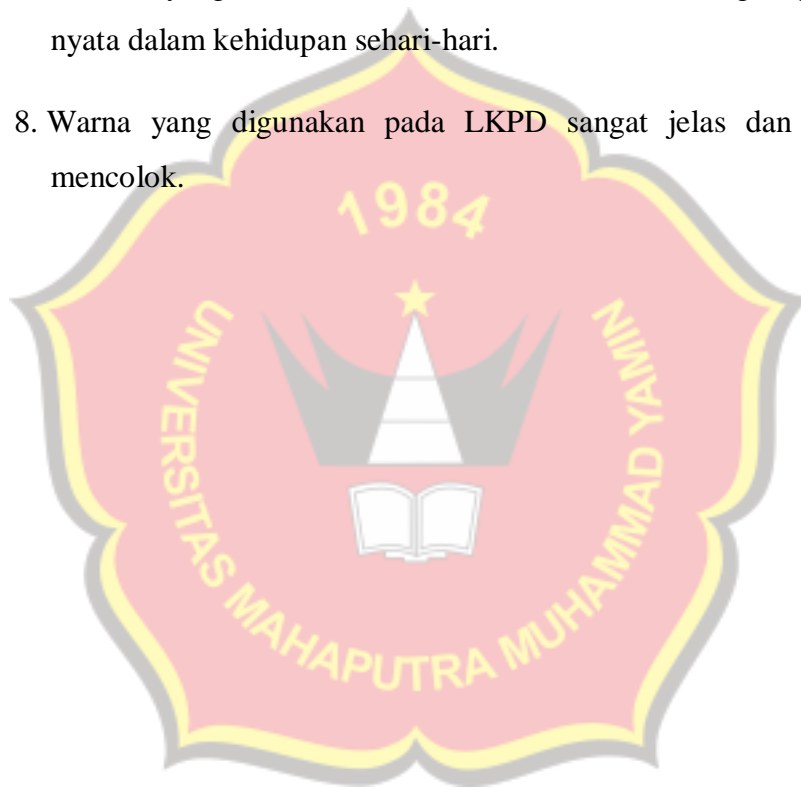 nyata dalam kehidupan sehari-hari.
8. Warna yang digunakan pada LKPD sangat jelas dan
mencolok.
1984
UNIVERSITAS MAHAPUTRA MUHAMMAD YAMIN